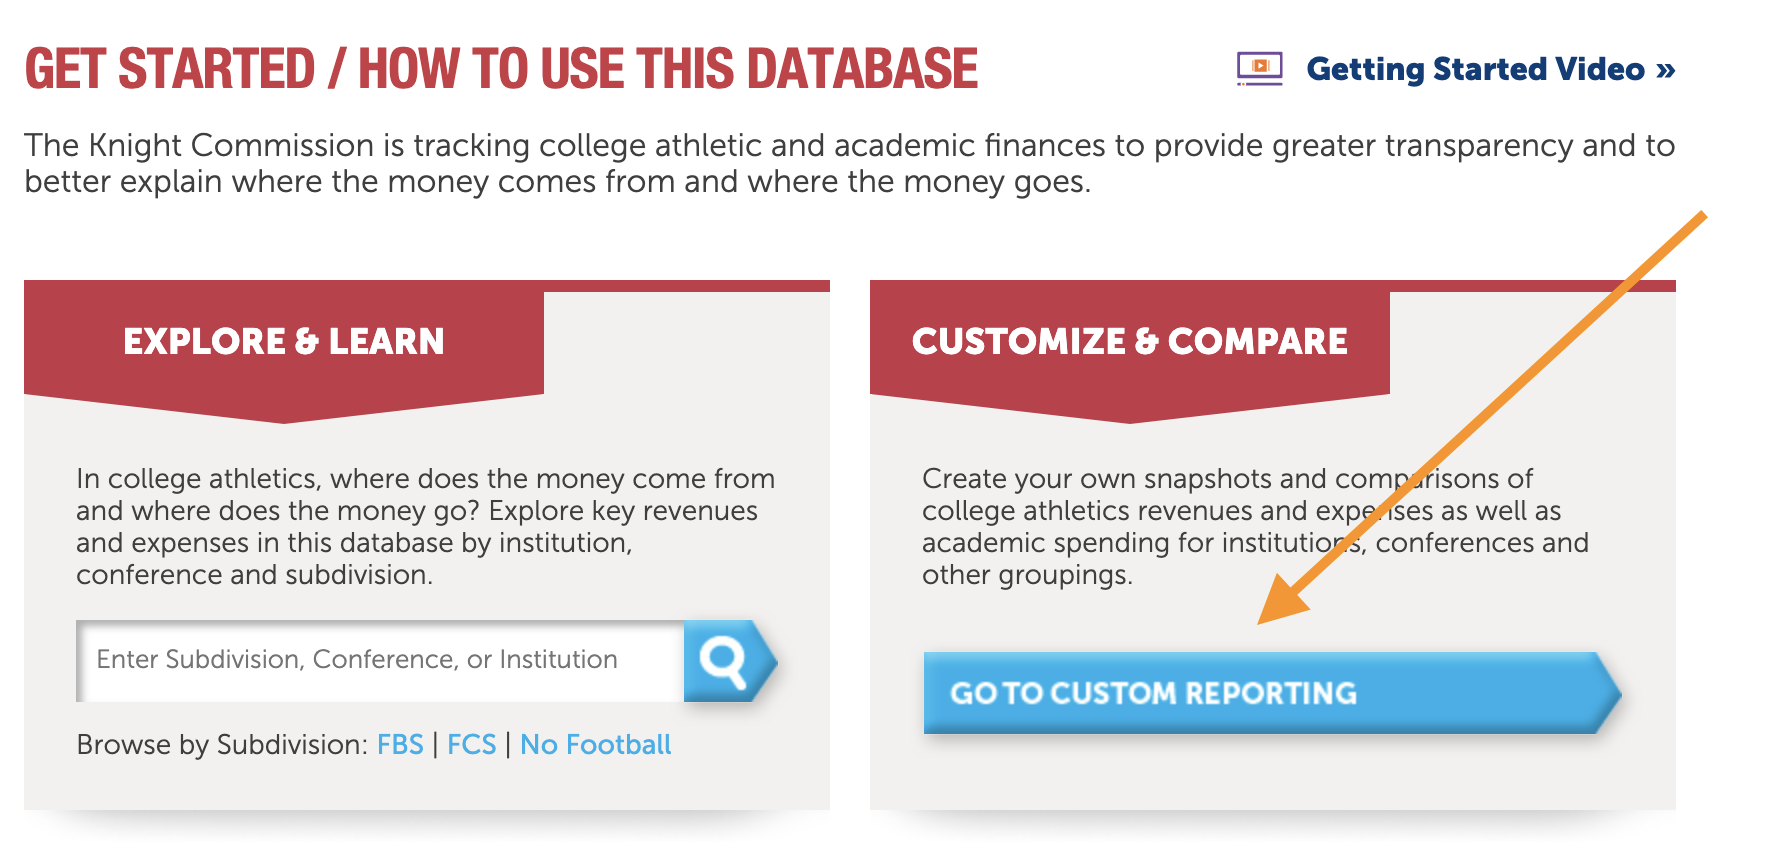 GET STARTED / HOW TO USE THIS DATABASE
Getting Started Video »
The Knight Commission is tracking college athletic and academic finances to provide greater transparency and to
better explain where the money comes from and where the money goes.
EXPLORE & LEARN
In college athletics, where does the money come from
and where does the money go? Explore key revenues
and expenses in this database by institution,
conference and subdivision.
Enter Subdivision, Conference, or Institution
Browse by Subdivision: FBS | FCS | No Football
CUSTOMIZE & COMPARE
Create your own snapshots and comparisons of
college athletics revenues and expenses as well as
academic spending for institutions, conferences and
other groupings.
GO TO CUSTOM REPORTING